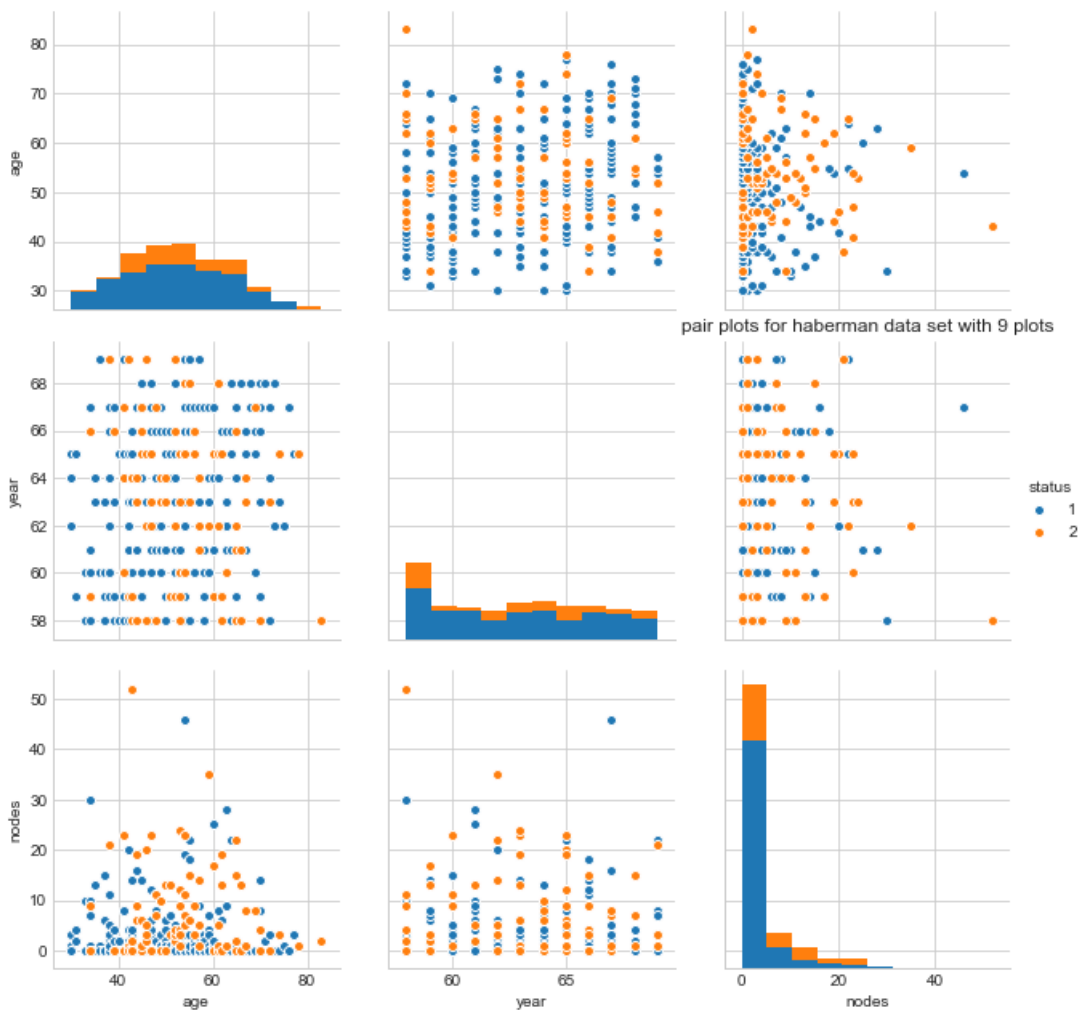 80
70
60
50
40
30
age
pair plots for haberman data set with 9 plots
68
66
64
62
60
58
year
status
1
2
50
40
30
20
10
0
nodes
40 60 80
age
60 65
year
0 20 40
nodes